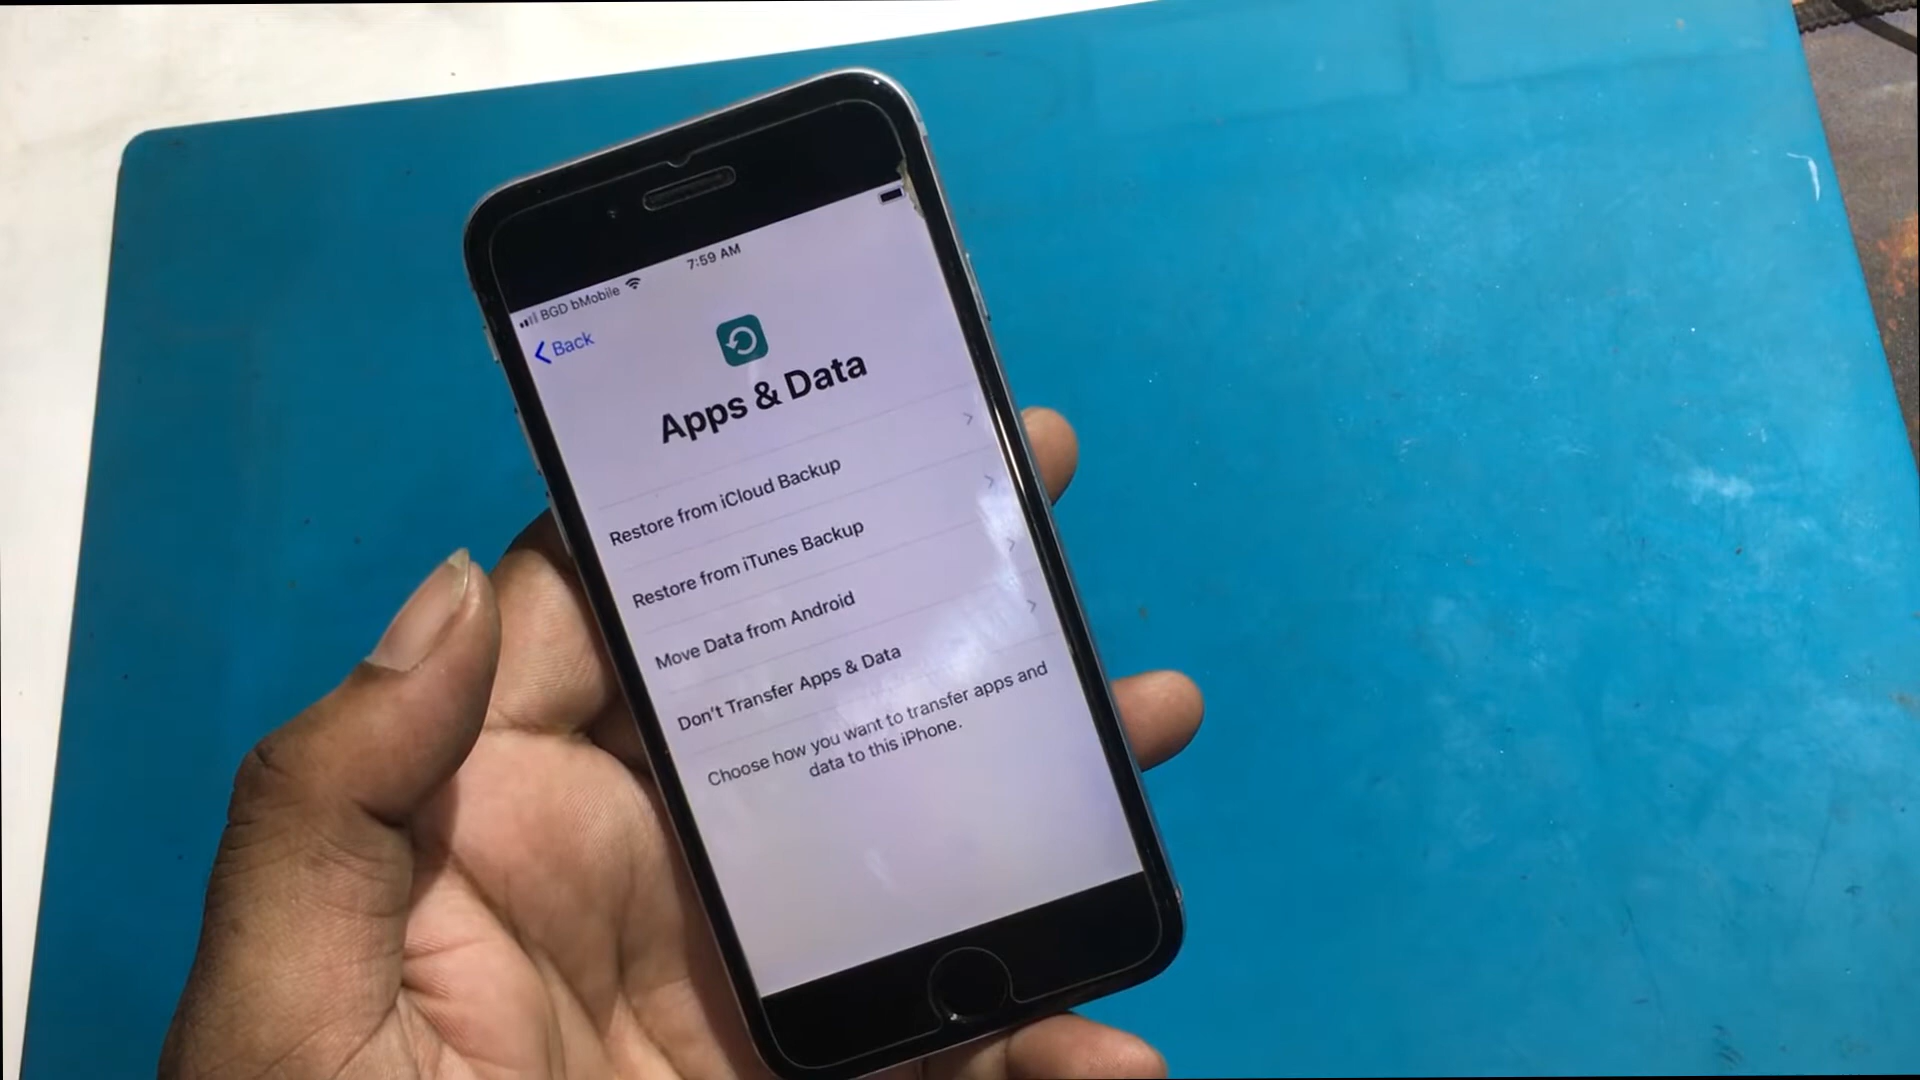 BGD bMobile
7:59 AM
Back
Apps & Data
Restore from iCloud Backup
Restore from iTunes Backup
Move Data from Android
Don't Transfer Apps & Data
Choose how you want to transfer apps and
data to this iPhone.